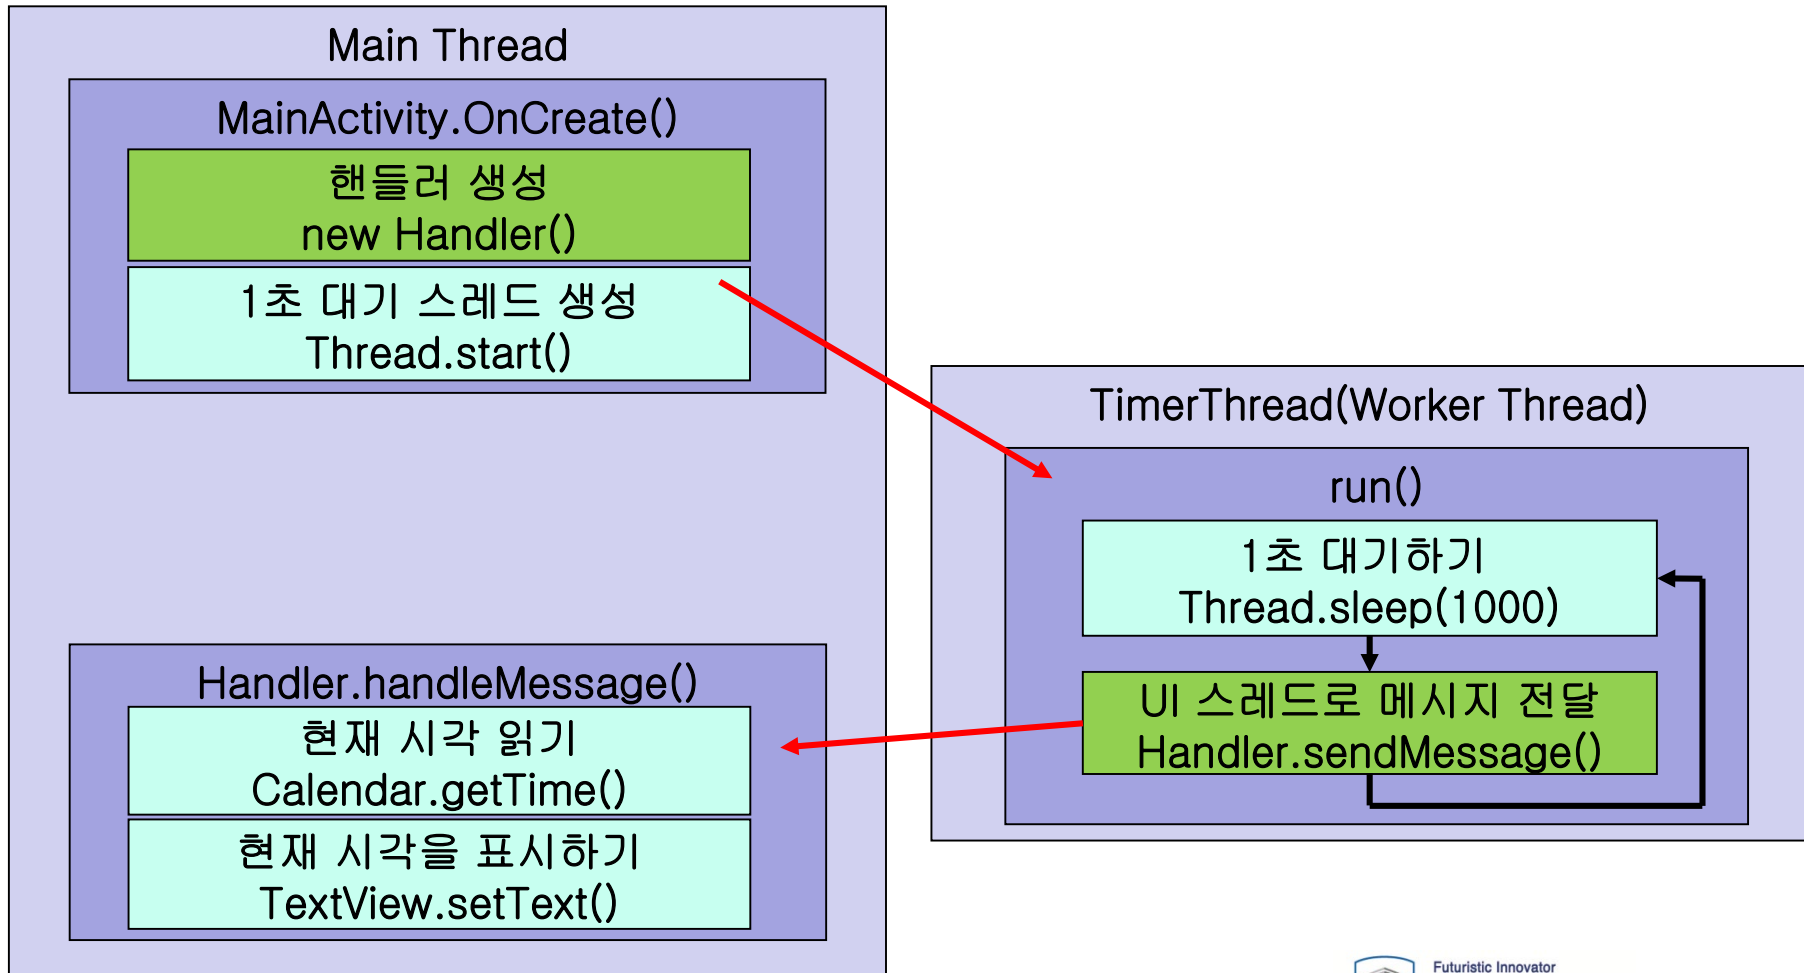 Main Thread
MainActivity.OnCreate()
핸들러 생성
new Handler()
1초 대기 스레드 생성
Thread.start()
TimerThread(Worker Thread)
run()
1초 대기하기
Thread.sleep(1000)
UI 스레드로 메시지 전달
Handler.sendMessage()
Handler.handleMessage()
현재 시각 읽기
Calendar.getTime()
현재 시각을 표시하기
TextView.setText()
Futuristic Innovator